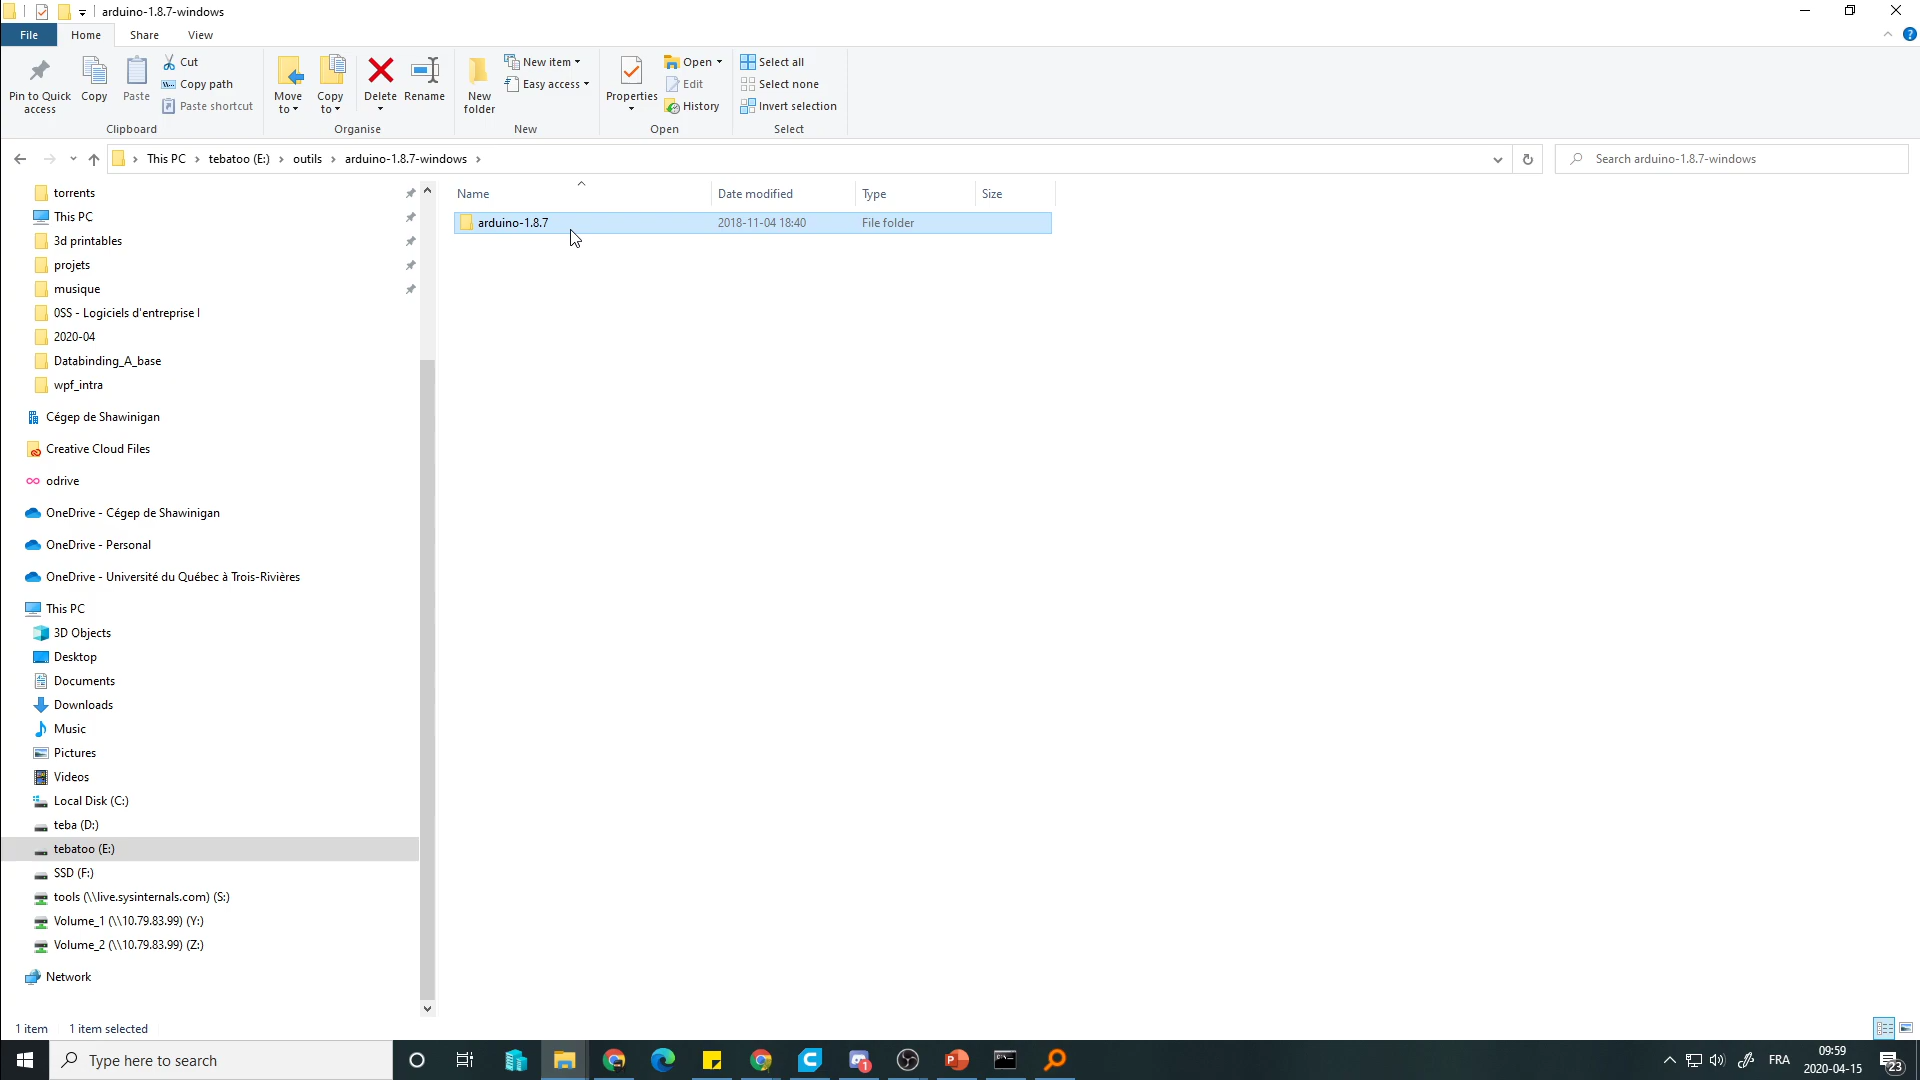 arduino-1.8.7-windows
File Home Share View
Pin to Quick access
Copy
Paste
Cut
Copy path
Paste shortcut
Clipboard
Move to
Copy to
Delete
Rename
Organise
New folder
New item
Easy access
New
Properties
Open
Edit
History
Open
Select all
Select none
Invert selection
Select
This PC › tebatoo (E:) › outils › arduino-1.8.7-windows ›
Search arduino-1.8.7-windows
torrents
This PC
3d printables
projets
musique
0SS - Logiciels d'entreprise I
2020-04
Databinding_A_base
wpf_intra
Cégep de Shawinigan
Creative Cloud Files
odrive
OneDrive - Cégep de Shawinigan
OneDrive - Personal
OneDrive - Université du Québec à Trois-Rivières
This PC
3D Objects
Desktop
Documents
Downloads
Music
Pictures
Videos
Local Disk (C:)
teba (D:)
tebatoo (E:)
SSD (F:)
tools (\\live.sysinternals.com) (S:)
Volume_1 (\\10.79.83.99) (Y:)
Volume_2 (\\10.79.83.99) (Z:)
Network
Name Date modified Type Size
arduino-1.8.7 2018-11-04 18:40 File folder
1 item 1 item selected
Type here to search
1
FRA
09:59
2020-04-15
23